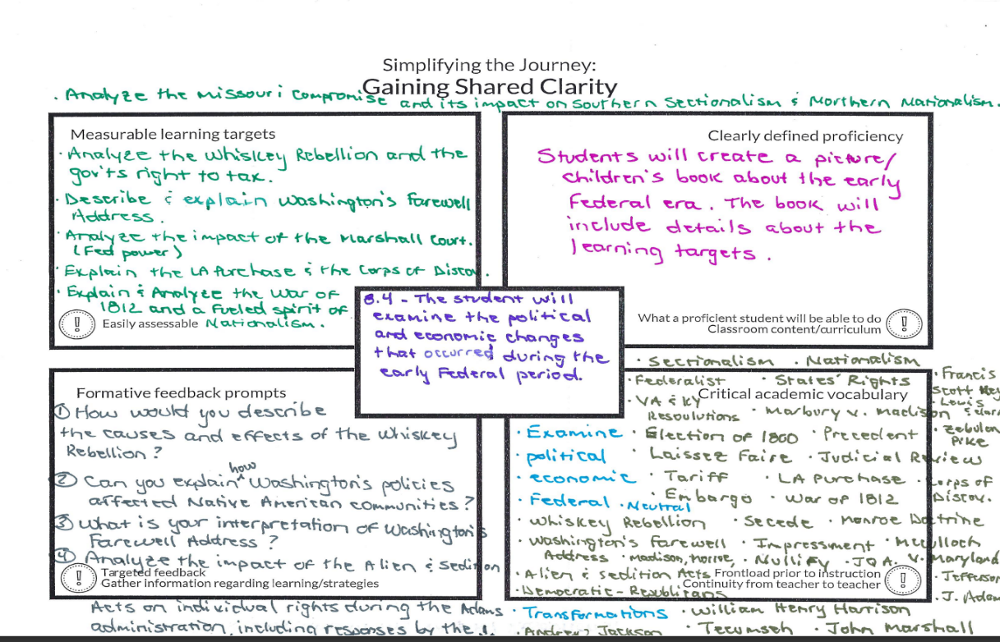 Simplifying the Journey:
Gaining Shared Clarity
· Analyze the Missouri Compromise and its impact on Southern Sectionalism & Northern Nationalism.
Measurable learning targets
· Analyze the Whiskey Rebellion and the
gov'ts right to tax.
· Describe & explain Washington's Farewell
Address.
· Analyze the impact of the Marshall Court.
(Fed power)
· Explain the LA Purchase & the Corps of Discov.
· Explain & Analyze the War of
1812 and a fueled spirit of
Nationalism.
Easily assessable
Clearly defined proficiency
Students will create a picture/
children's book about the early
Federal era. The book will
include details about the
learning targets.
What a proficient student will be able to do
Classroom content/curriculum
8.4 - The student will
examine the political
and economic changes
that occurred during the
early Federal period.
Formative feedback prompts
① How would you describe
the causes and effects of the Whiskey
Rebellion?
② Can you explain how Washington's policies
affected Native American communities?
③ What is your interpretation of Washington's
Farewell Address?
④ Analyze the impact of the Alien & Sedition
Targeted feedback
Gather information regarding learning/strategies
Acts on individual rights during the Adams
administration, including responses by the
· Sectionalism · Nationalism
· Federalist · States' Rights
Critical academic vocabulary
· VA & KY
Resoulutions · Marbury v. Madison
· Examine · Election of 1800 · Precedent
· political · Laissez Faire · Judicial Review
· economic · Tariff · LA Purchase · Corps of
Discov.
· Federal · Neutral · Embargo · War of 1812
· Whiskey Rebellion · Secede · Monroe Doctrine
· Washington's Farewell · Impressment · McCulloch
Address · Madison, Monroe, · Nullify · JQA. v. Maryland
· Alien & Sedition Acts
Frontload prior to instruction
Continuity from teacher to teacher
· Democratic-Republicans
· Transformations · William Henry Harrison
· Andrew Jackson · Tecumseh · John Marshall
· Francis
Scott Key
· Lewis
&
· Zebulon
Pike
· Jefferson
· J. Adam